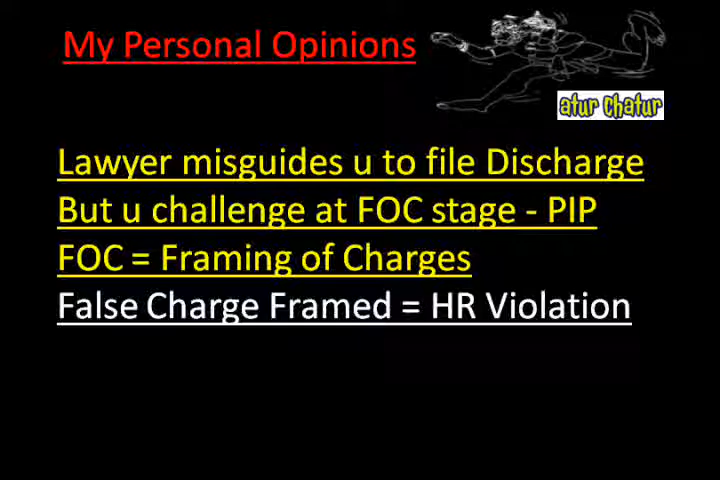 My Personal Opinions
atur chatur
Lawyer misguides u to file Discharge
But u challenge at FOC stage - PIP
FOC = Framing of Charges
False Charge Framed = HR Violation